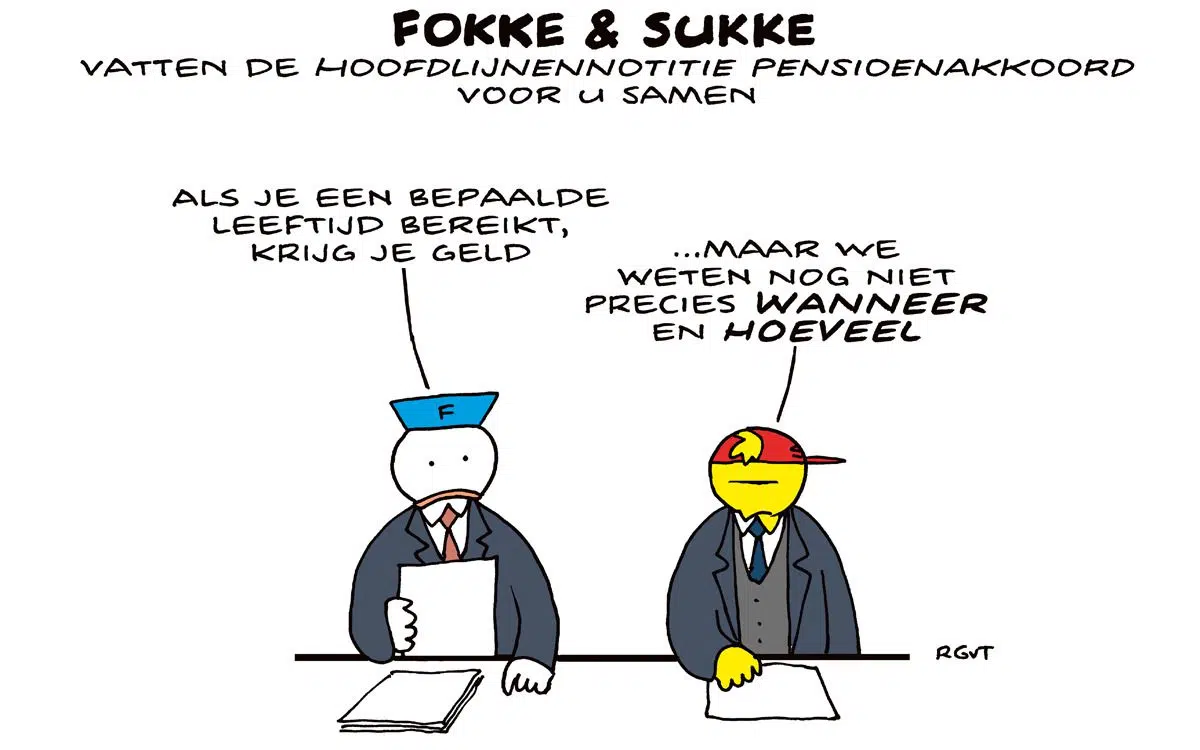 FOKKE & SUKKE
VATTEN DE HOOFDLIJNENNOTITIE PENSIOENAKKOORD
VOOR U SAMEN
ALS JE EEN BEPAALDE
LEEFTIJD BEREIKT,
KRIJG JE GELD
...MAAR WE
WETEN NOG NIET
PRECIES WANNEER
EN HOEVEEL
F
RGvT